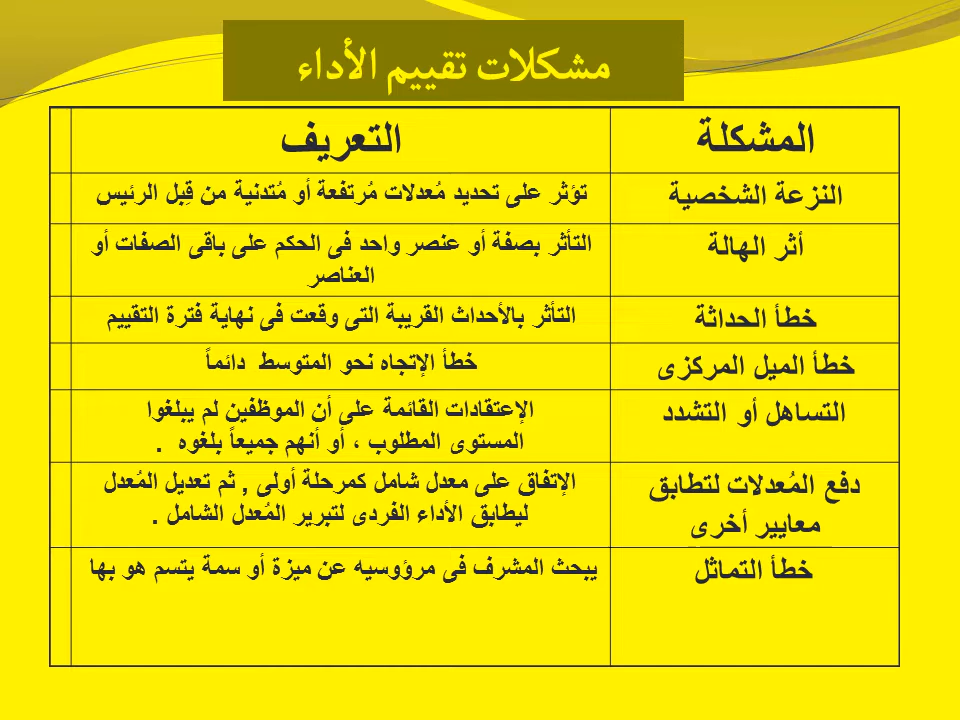 مشكلات تقييم الأداء
المشكلة
التعريف
النزعة الشخصية
تؤثر على تحديد مُعدلات مُرتفعة أو مُتدنية من قِبل الرئيس
أثر الهالة
التأثر بصفة أو عنصر واحد فى الحكم على باقى الصفات أو
العناصر
خطأ الحداثة
التأثر بالأحداث القريبة التى وقعت فى نهاية فترة التقييم
خطأ الميل المركزى
خطأ الإتجاه نحو المتوسط دائماً
التساهل أو التشدد
الإعتقادات القائمة على أن الموظفين لم يبلغوا
المستوى المطلوب ، أو أنهم جميعاً بلغوه .
دفع المُعدلات لتطابق
معايير أخرى
الإتفاق على معدل شامل كمرحلة أولى , ثم تعديل المُعدل
ليطابق الأداء الفردى لتبرير المُعدل الشامل .
خطأ التماثل
يبحث المشرف فى مرؤوسيه عن ميزة أو سمة يتسم هو بها